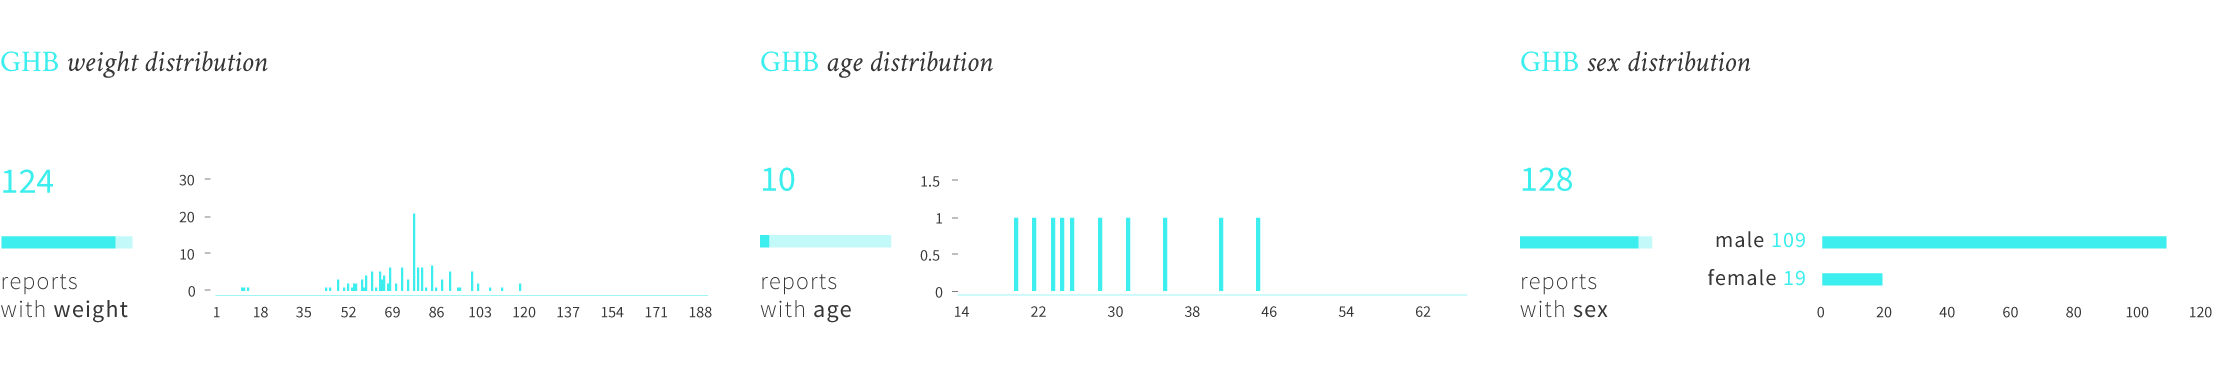 GHB weight distribution
124
reports
with weight
30
20
10
0
1 18 35 52 69 86 103 120 137 154 171 188
GHB age distribution
10
reports
with age
1.5
1
0.5
0
14 22 30 38 46 54 62
GHB sex distribution
128
reports
with sex
male 109
female 19
0 20 40 60 80 100 120